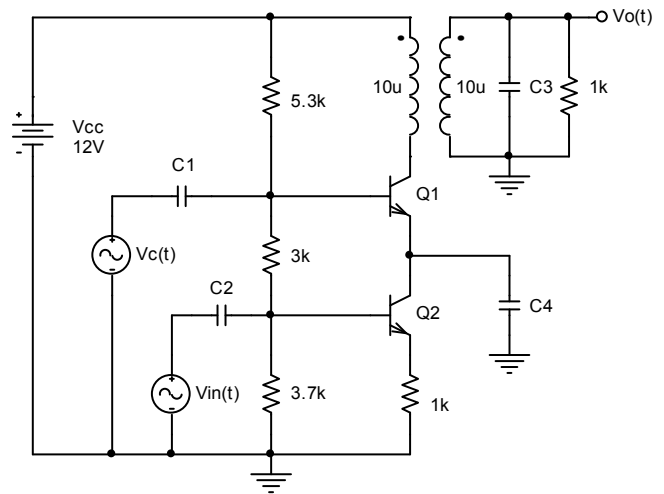 Vo(t)
5.3k
10u
10u
C3
1k
+
Vcc
12V
-
C1
Q1
+
Vc(t)
-
3k
C2
Q2
C4
+
Vin(t)
-
3.7k
1k